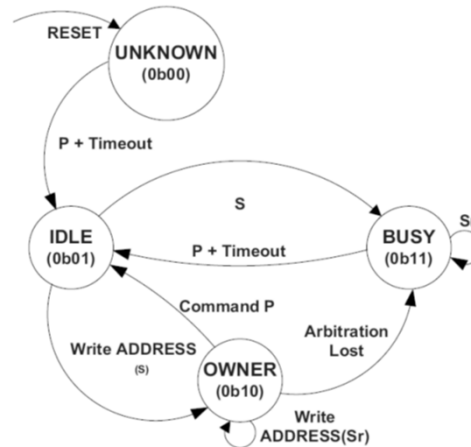 RESET
UNKNOWN
(0b00)
P + Timeout
S
IDLE
(0b01)
BUSY
(0b11)
P + Timeout
Command P
Write ADDRESS
(S)
Arbitration
Lost
OWNER
(0b10)
Write
ADDRESS(Sr)